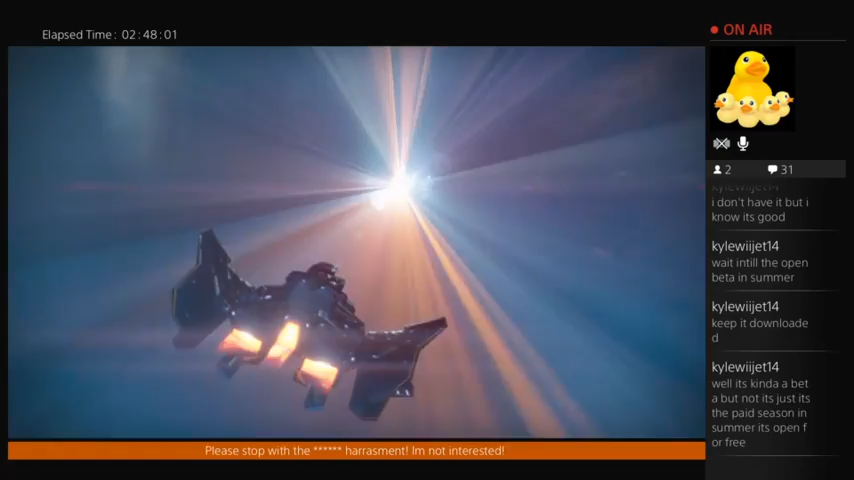 Elapsed Time: 02:48:01
ON AIR
2 31
kylewiijet14
i don't have it but i
know its good
kylewiijet14
wait intill the open
beta in summer
kylewiijet14
keep it downloade
d
kylewiijet14
well its kinda a bet
a but not its just its
the paid season in
summer its open f
or free
Please stop with the ****** harrasment! Im not interested!